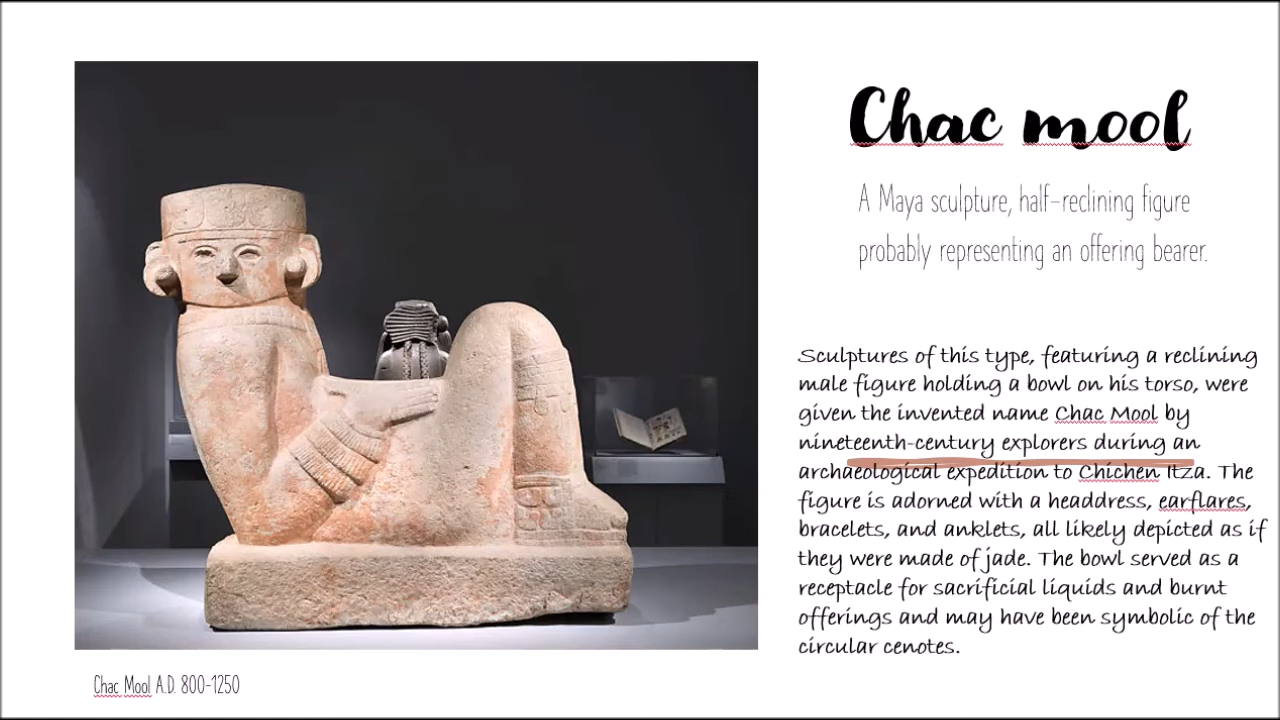 Chac mool
A Maya sculpture, half-reclining figure
probably representing an offering bearer.
Sculptures of this type, featuring a reclining
male figure holding a bowl on his torso, were
given the invented name Chac Mool by
nineteenth-century explorers during an
archaeological expedition to Chichen Itza. The
figure is adorned with a headdress, earflares,
bracelets, and anklets, all likely depicted as if
they were made of jade. The bowl served as a
receptacle for sacrificial liquids and burnt
offerings and may have been symbolic of the
circular cenotes.
Chac Mool A.D. 800-1250